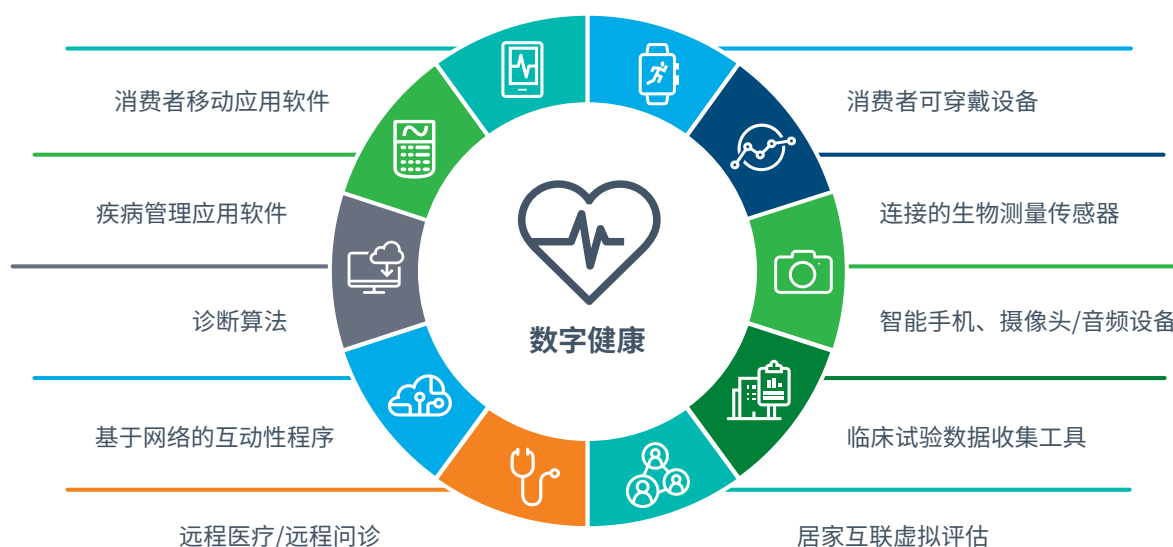 消费者移动应用软件
消费者可穿戴设备
疾病管理应用软件
连接的生物测量传感器
诊断算法
智能手机、摄像头/音频设备
数字健康
基于网络的互动性程序
临床试验数据收集工具
远程医疗/远程问诊
居家互联虚拟评估